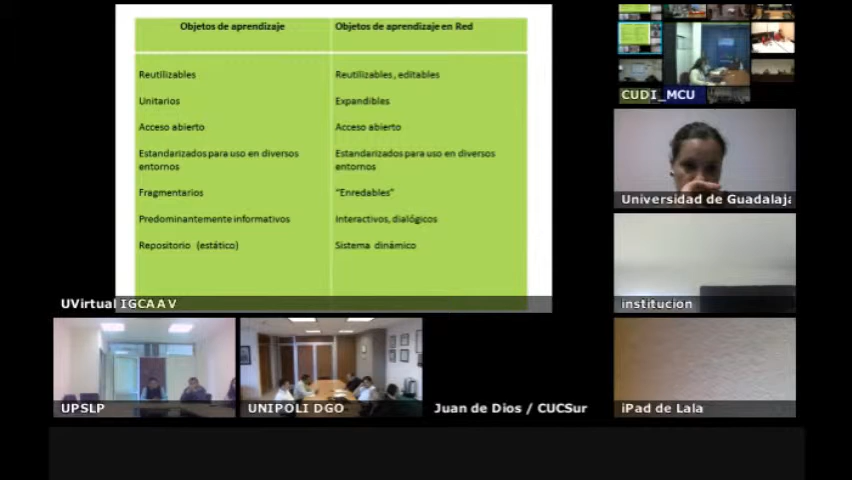 Objetos de aprendizaje
Objetos de aprendizaje en Red
Reutilizables
Reutilizables, editables
Unitarios
Expandibles
Acceso abierto
Acceso abierto
Estandarizados para uso en diversos
entornos
Estandarizados para uso en diversos
entornos
Fragmentarios
"Enredables"
Predominantemente informativos
Interactivos, dialógicos
Repositorio (estático)
Sistema dinámico
UVirtual IGCAAV
CUDI_MCU
Universidad de Guadalaja
institucion
UPSLP
UNIPOLI DGO
Juan de Dios / CUCSur
iPad de Lala